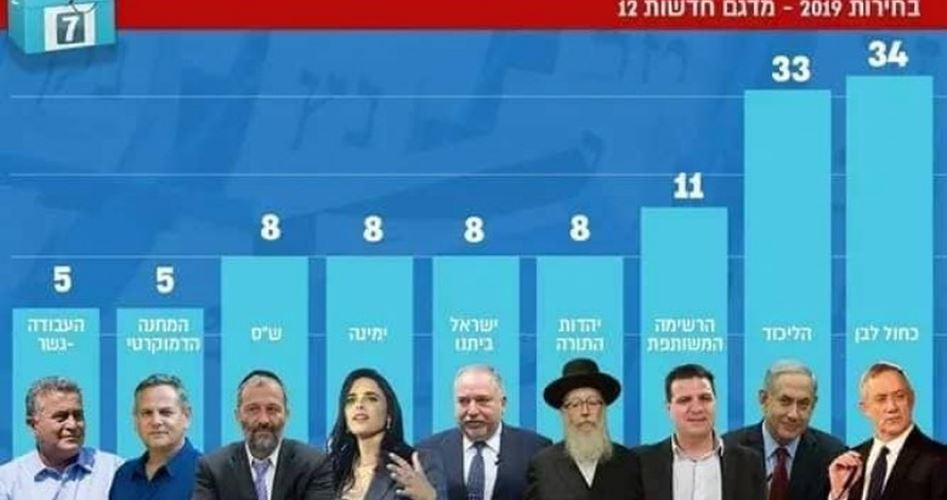 בחירות 2019 - מדגם חדשות 12
7
34
33
11
8
8
8
8
5
5
כחול לבן
הליכוד
הרשימה
המשותפת
יהדות
התורה
ישראל
ביתנו
ימינה
ש"ס
המחנה
הדמוקרטי
העבודה
-גשר